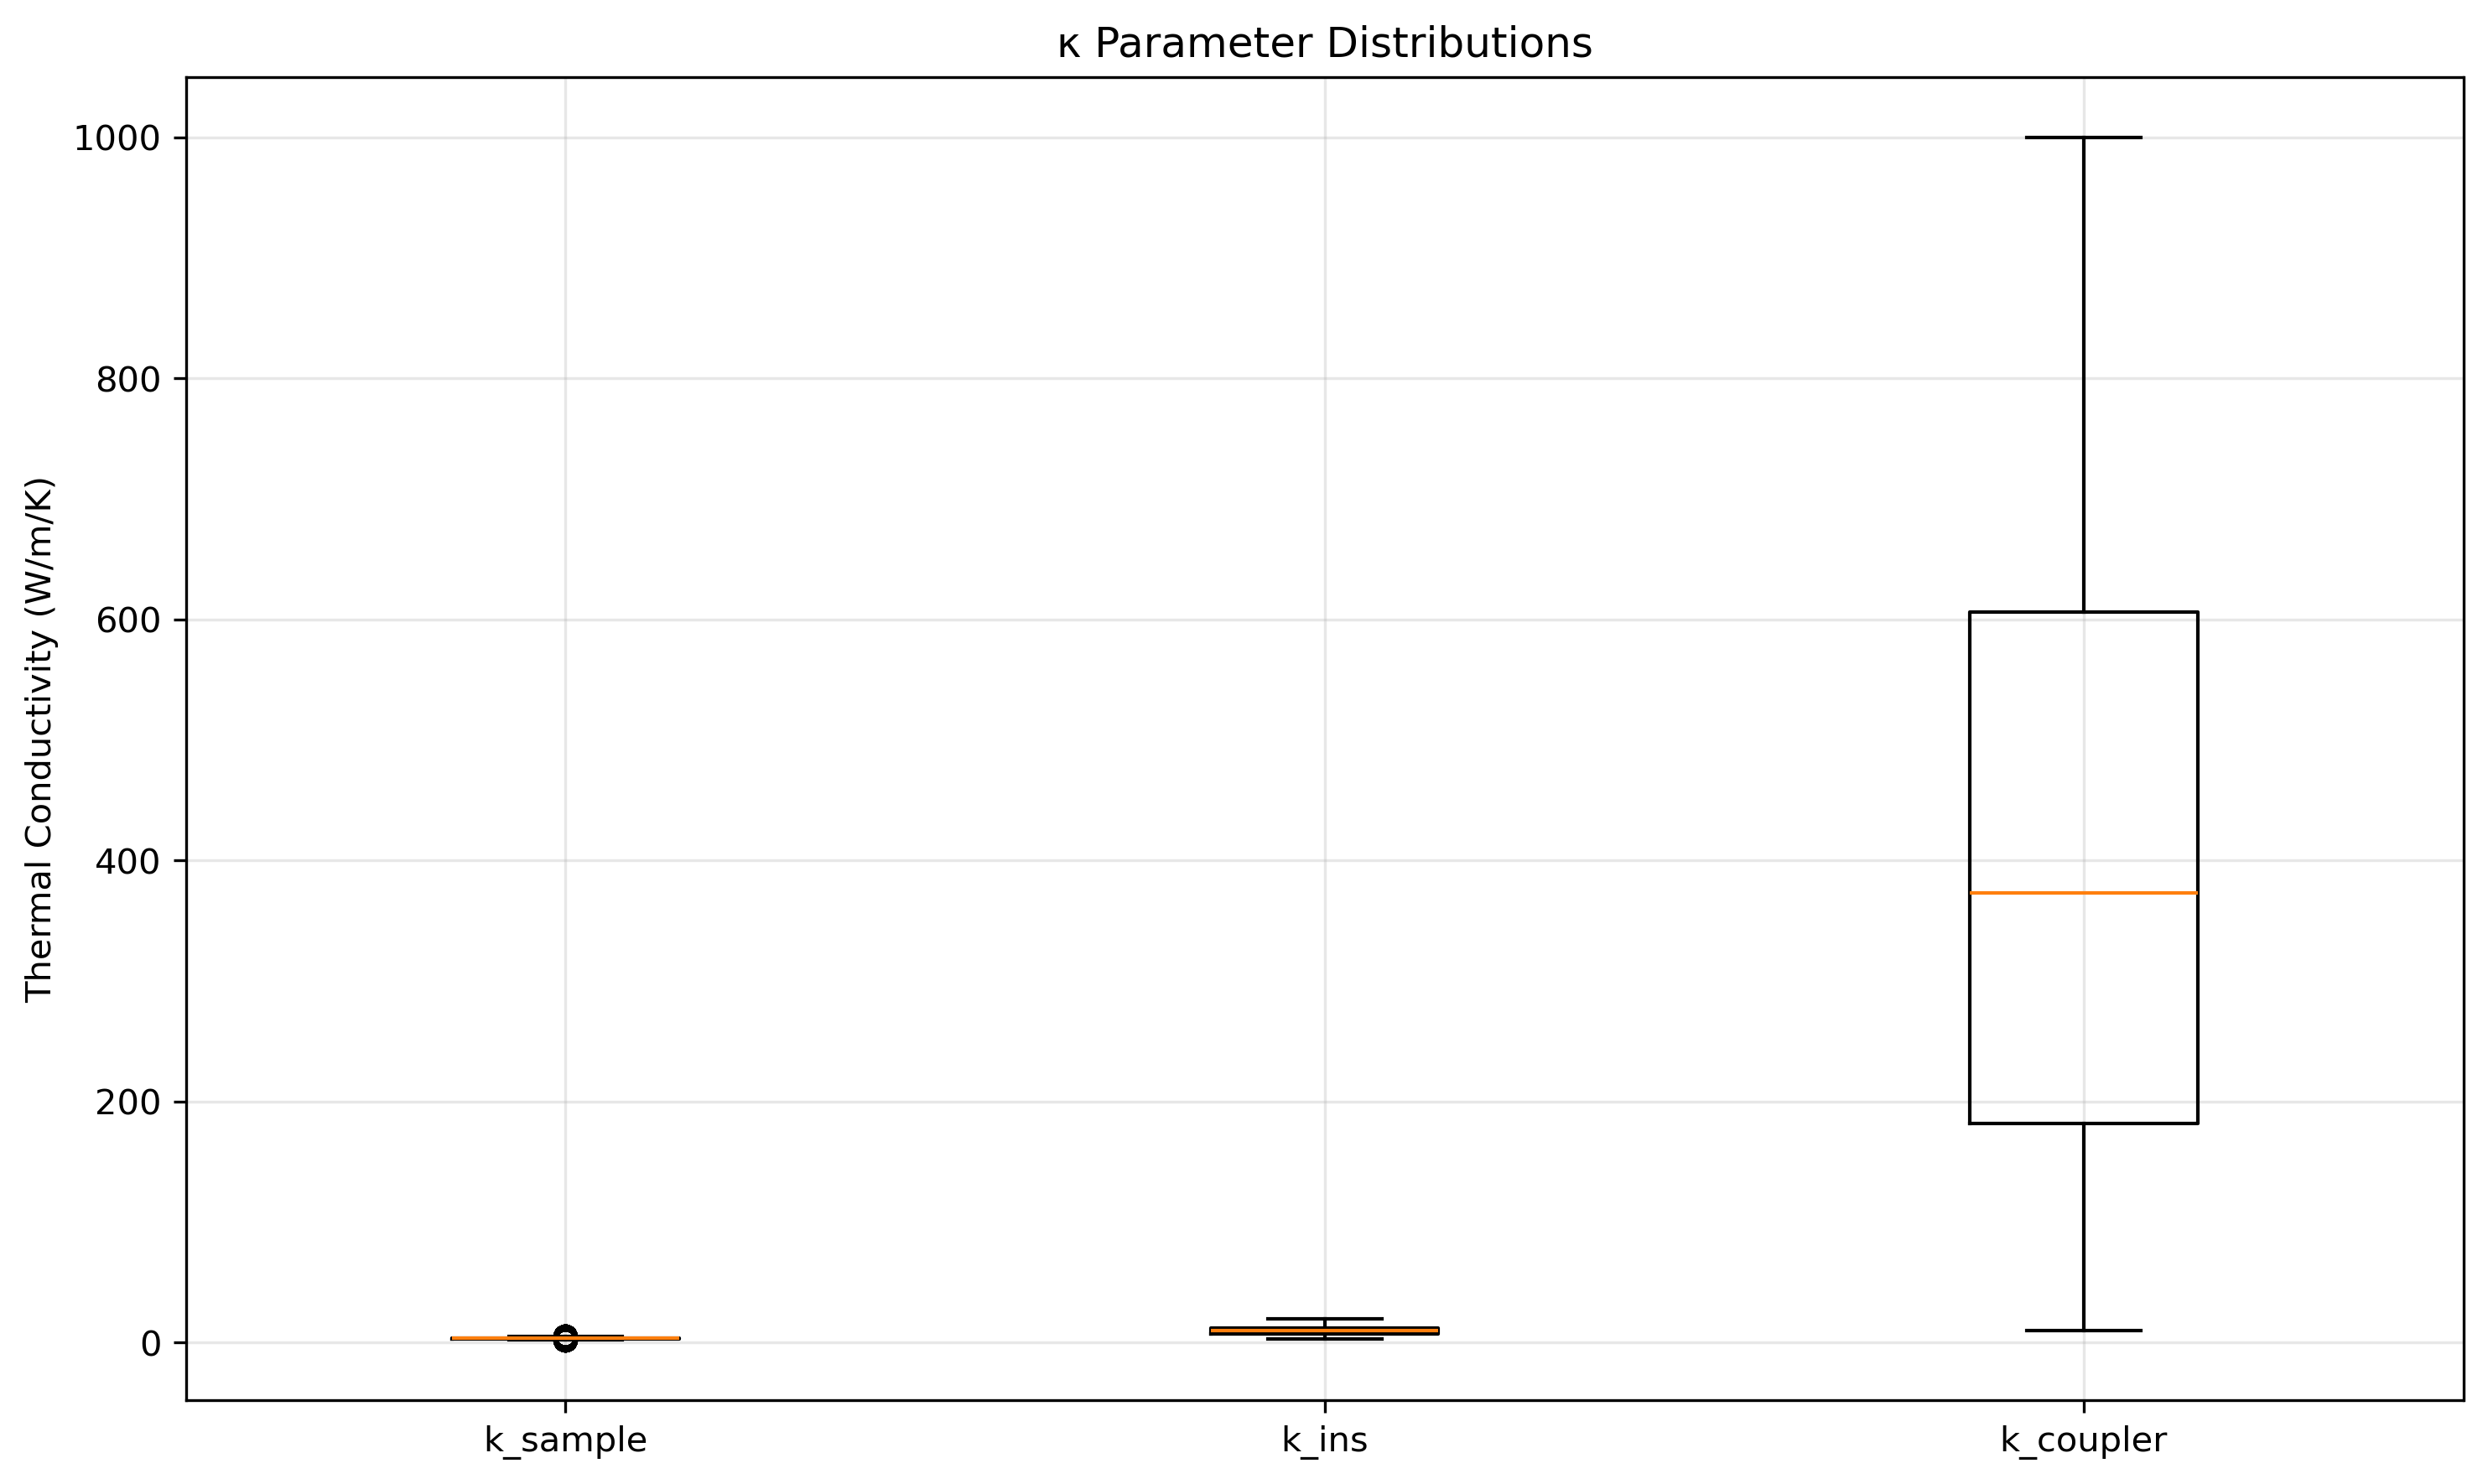 κ Parameter Distributions
Thermal Conductivity (W/m/K)
1000
800
600
400
200
0
k_sample
k_ins
k_coupler